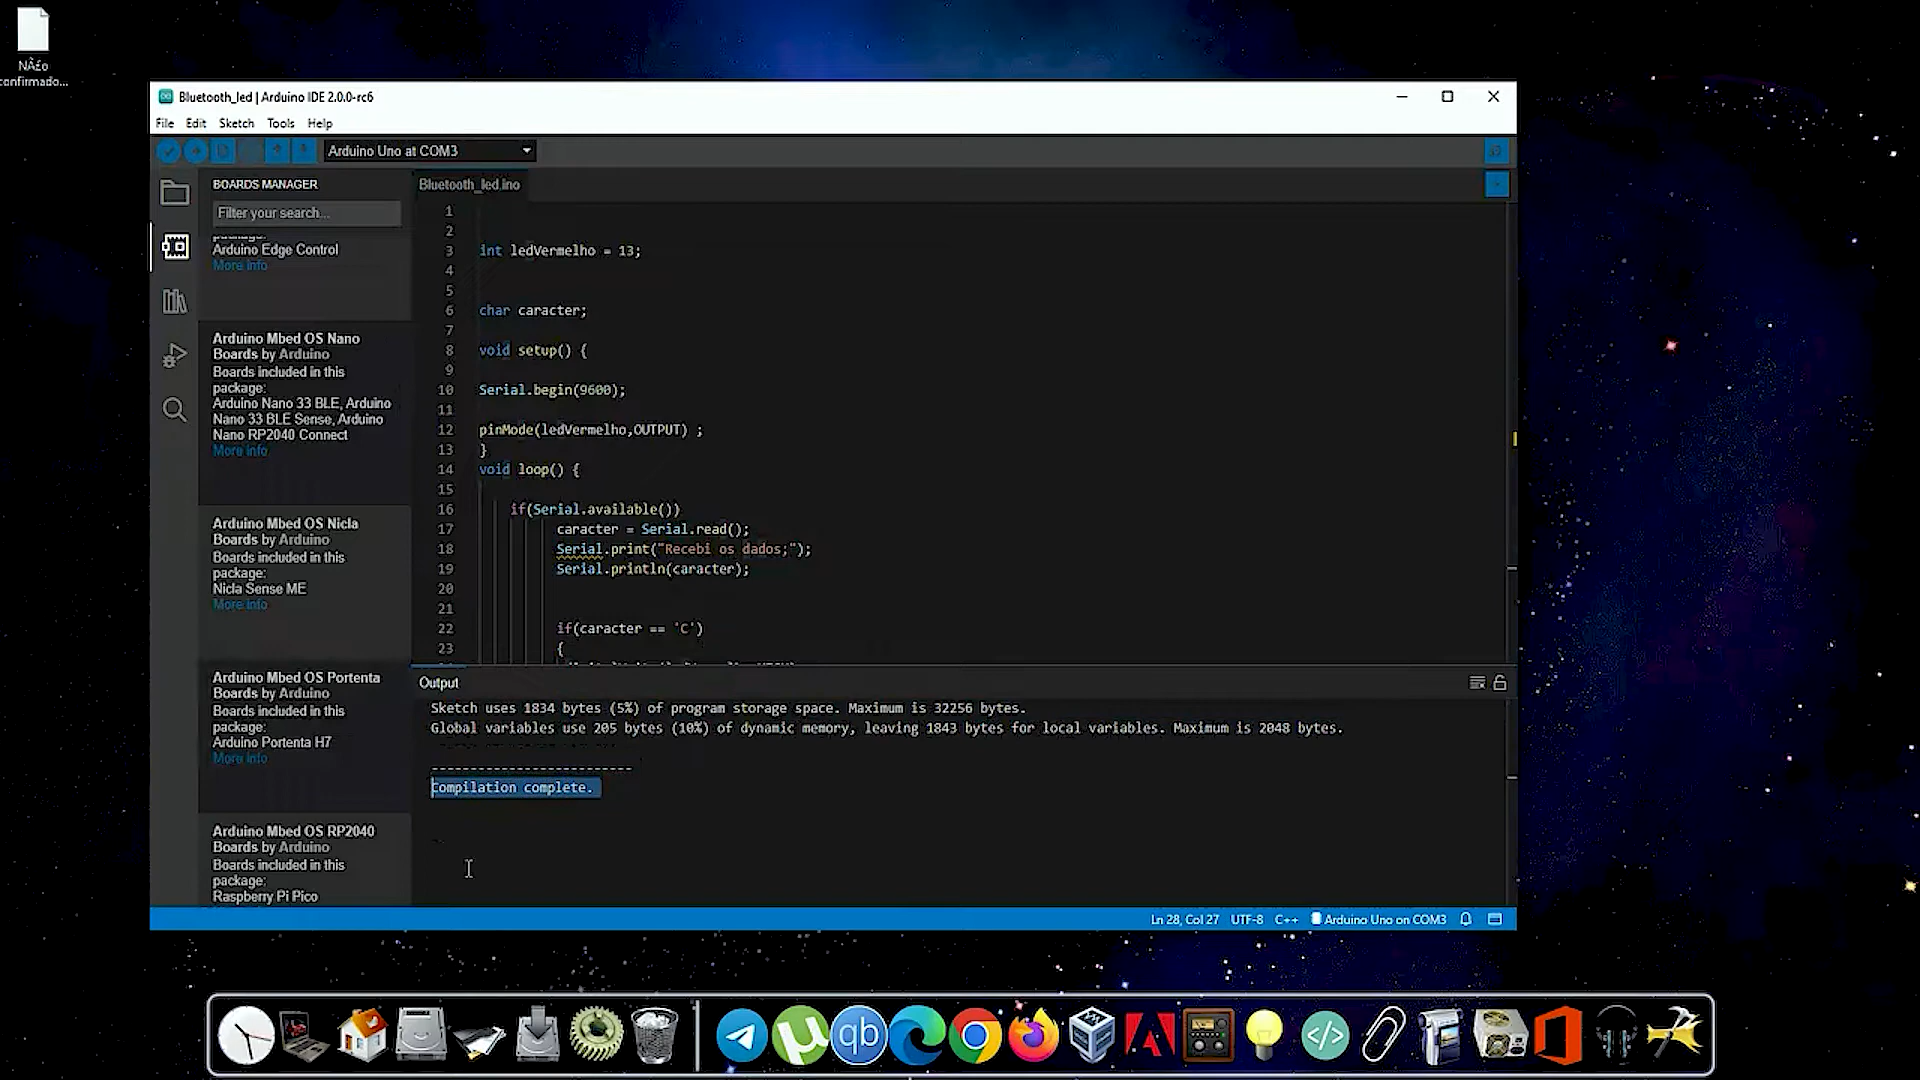 NÃ£o
confirmado...
Bluetooth_led | Arduino IDE 2.0.0-rc6
File Edit Sketch Tools Help
Arduino Uno at COM3
BOARDS MANAGER
Filter your search...
package:
Arduino Edge Control
More info
Arduino Mbed OS Nano
Boards by Arduino
Boards included in this
package:
Arduino Nano 33 BLE, Arduino
Nano 33 BLE Sense, Arduino
Nano RP2040 Connect
More info
Arduino Mbed OS Nicla
Boards by Arduino
Boards included in this
package:
Nicla Sense ME
More info
Arduino Mbed OS Portenta
Boards by Arduino
Boards included in this
package:
Arduino Portenta H7
More info
Arduino Mbed OS RP2040
Boards by Arduino
Boards included in this
package:
Raspberry Pi Pico
Bluetooth_led.ino
1
2
3 int ledVermelho = 13;
4
5
6 char caracter;
7
8 void setup() {
9
10 Serial.begin(9600);
11
12 pinMode(ledVermelho,OUTPUT) ;
13 }
14 void loop() {
15
16 if(Serial.available())
17 caracter = Serial.read();
18 Serial.print("Recebi os dados;");
19 Serial.println(caracter);
20
21
22 if(caracter == 'C')
23 {
Output
Sketch uses 1834 bytes (5%) of program storage space. Maximum is 32256 bytes.
Global variables use 205 bytes (10%) of dynamic memory, leaving 1843 bytes for local variables. Maximum is 2048 bytes.
--------------------------
Compilation complete.
Ln 28, Col 27 UTF-8 C++ Arduino Uno on COM3
qb